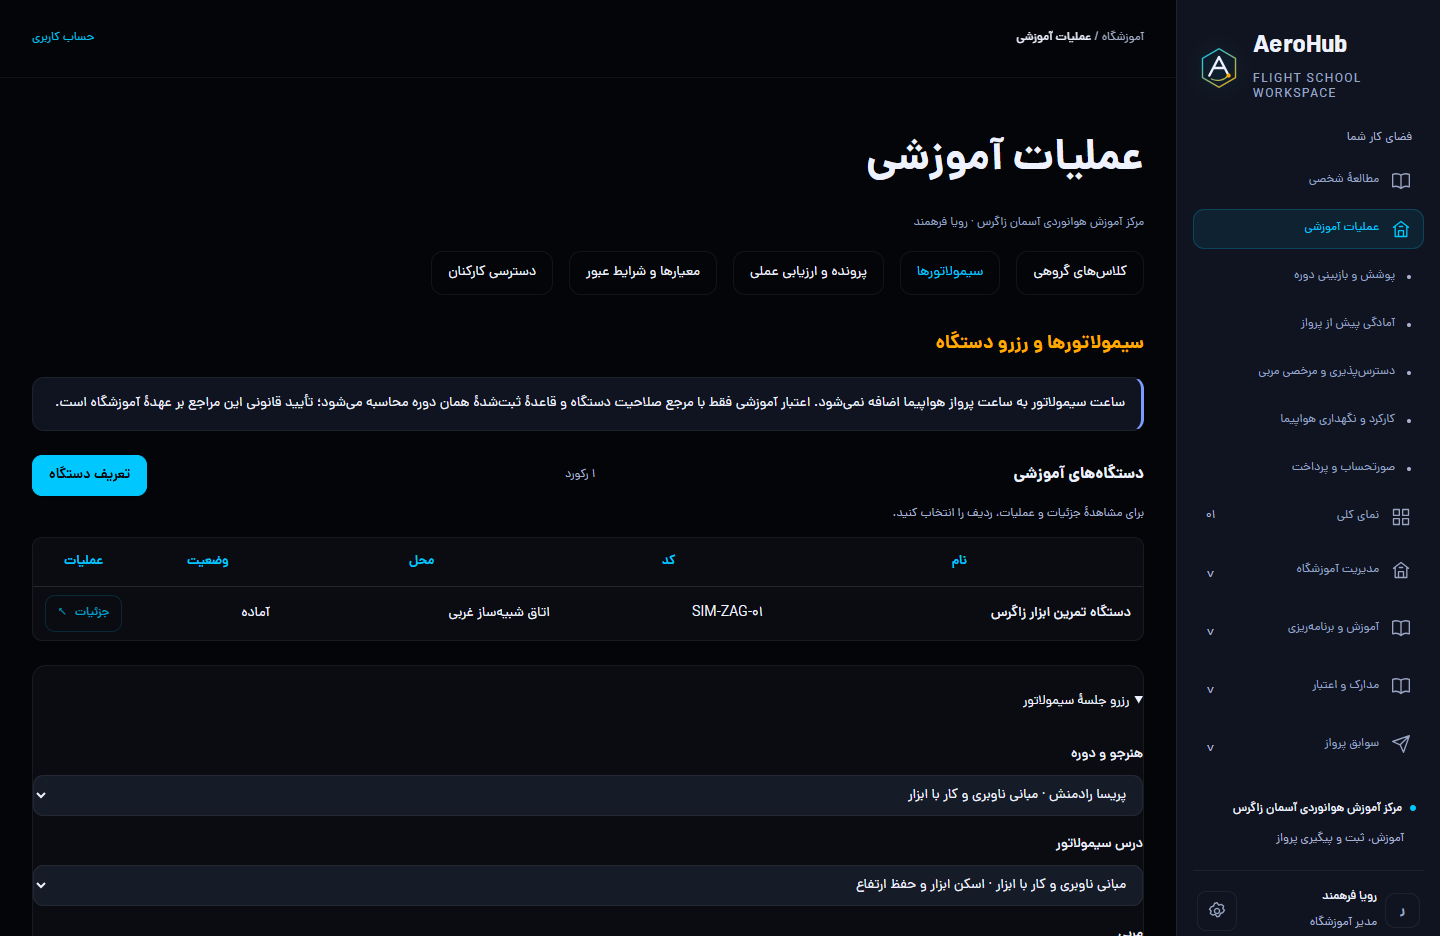 AeroHub
FLIGHT SCHOOL
WORKSPACE
فضای کار شما
مطالعهٔ شخصی
عملیات آموزشی
پوشش و بازبینی دوره
آمادگی پیش از پرواز
دسترس‌پذیری و مرخصی مربی
کارکرد و نگهداری هواپیما
صورتحساب و پرداخت
نمای کلی ۰۱
مدیریت آموزشگاه
آموزش و برنامه‌ریزی
مدارک و اعتبار
سوابق پرواز
مرکز آموزش هوانوردی آسمان زاگرس
آموزش، ثبت و پیگیری پرواز
ر
رویا فرهمند
مدیر آموزشگاه
آموزشگاه / عملیات آموزشی
حساب کاربری
عملیات آموزشی
مرکز آموزش هوانوردی آسمان زاگرس · رویا فرهمند
کلاس‌های گروهی سیمولاتورها پرونده و ارزیابی عملی معیارها و شرایط عبور دسترسی کارکنان
سیمولاتورها و رزرو دستگاه
ساعت سیمولاتور به ساعت پرواز هواپیما اضافه نمی‌شود. اعتبار آموزشی فقط با مرجع صلاحیت دستگاه و قاعدهٔ ثبت‌شدهٔ همان دوره محاسبه می‌شود؛ تأیید قانونی این مراجع بر عهدهٔ آموزشگاه است.
دستگاه‌های آموزشی ۱ رکورد تعریف دستگاه
برای مشاهدهٔ جزئیات و عملیات، ردیف را انتخاب کنید.
نام کد محل وضعیت عملیات
دستگاه تمرین ابزار زاگرس SIM-ZAG-۰۱ اتاق شبیه‌ساز غربی آماده جزئیات ↖
▼ رزرو جلسهٔ سیمولاتور
هنرجو و دوره
پریسا رادمنش · مبانی ناوبری و کار با ابزار
درس سیمولاتور
مبانی ناوبری و کار با ابزار · اسکن ابزار و حفظ ارتفاع
مربی